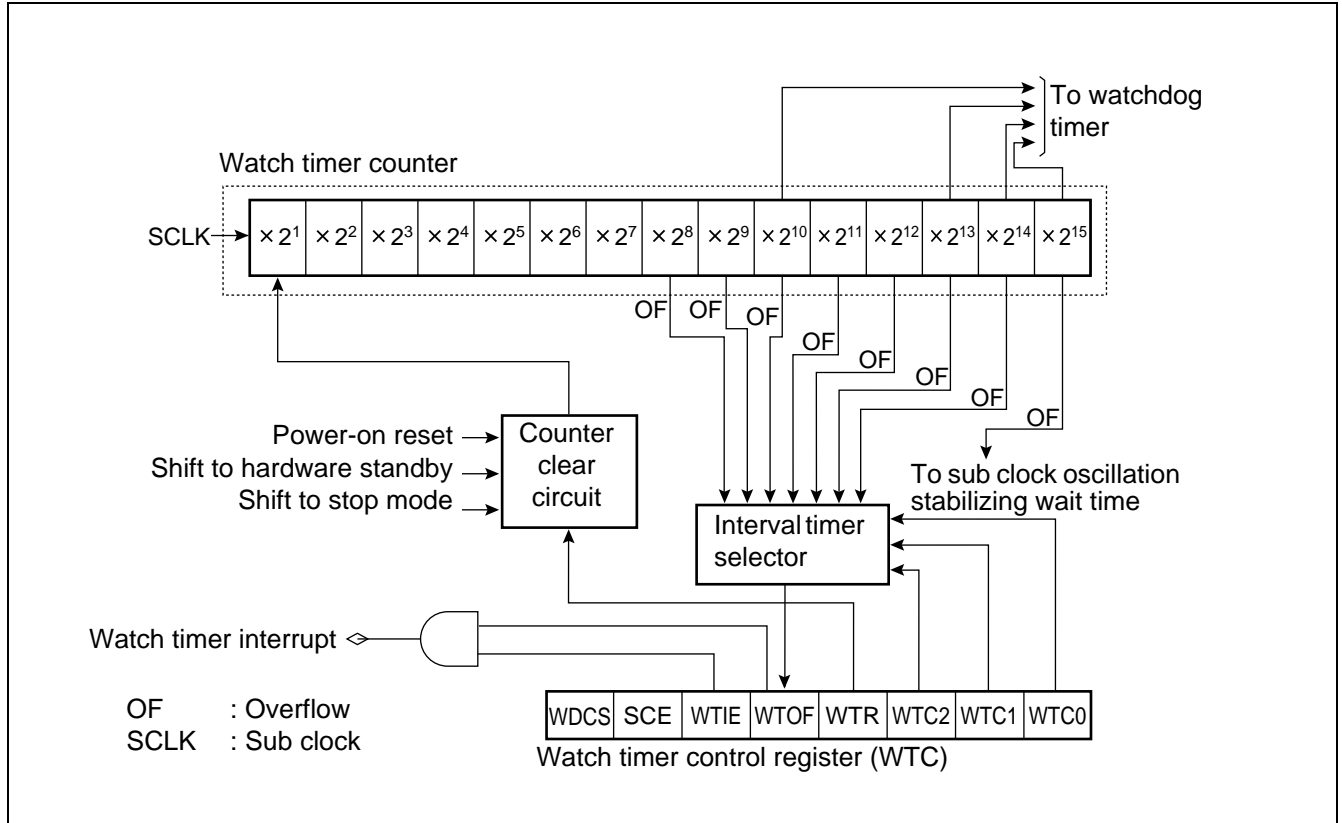 To watchdog
timer
Watch timer counter
SCLK
× 2¹ × 2² × 2³ × 2⁴ × 2⁵ × 2⁶ × 2⁷ × 2⁸ × 2⁹ × 2¹⁰ × 2¹¹ × 2¹² × 2¹³ × 2¹⁴ × 2¹⁵
OF OF OF
OF
OF
OF
OF
OF
Power-on reset
Shift to hardware standby
Shift to stop mode
Counter
clear
circuit
To sub clock oscillation
stabilizing wait time
Interval timer
selector
Watch timer interrupt
OF : Overflow
SCLK : Sub clock
WDCS SCE WTIE WTOF WTR WTC2 WTC1 WTC0
Watch timer control register (WTC)